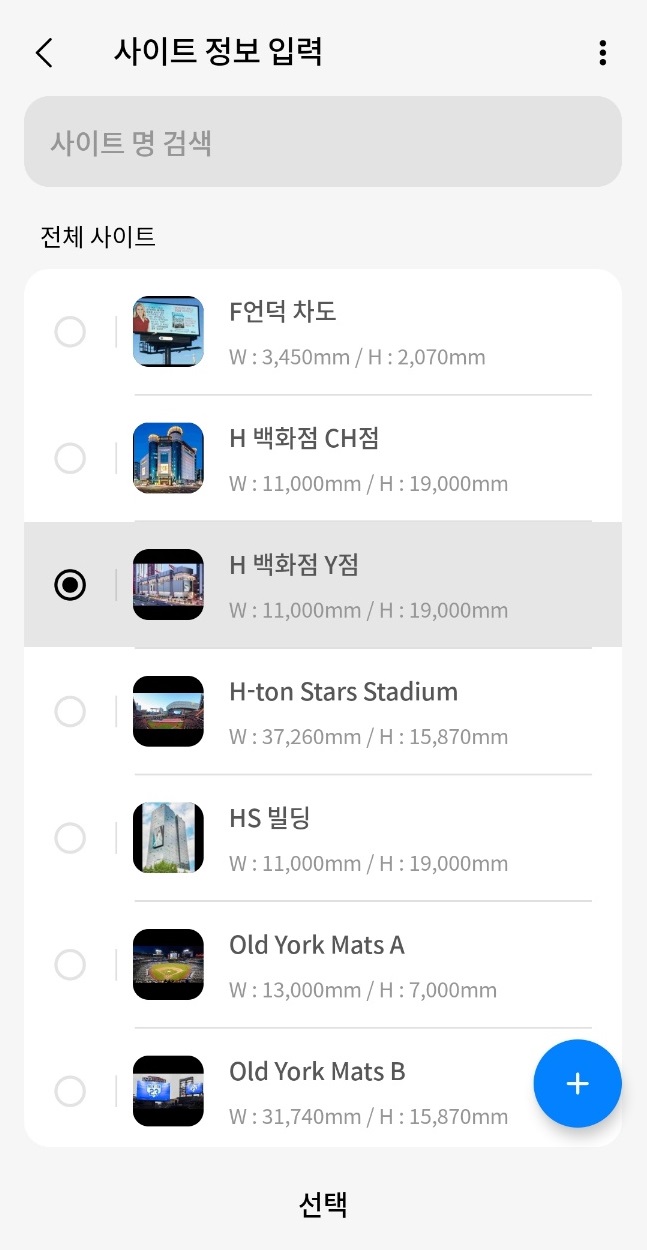 사이트 정보 입력
사이트 명 검색
전체 사이트
F언덕 차도
W : 3,450mm / H : 2,070mm
H 백화점 CH점
W : 11,000mm / H : 19,000mm
H 백화점 Y점
W : 11,000mm / H : 19,000mm
H-ton Stars Stadium
W : 37,260mm / H : 15,870mm
HS 빌딩
W : 11,000mm / H : 19,000mm
Old York Mats A
W : 13,000mm / H : 7,000mm
Old York Mats B
W : 31,740mm / H : 15,870mm
선택